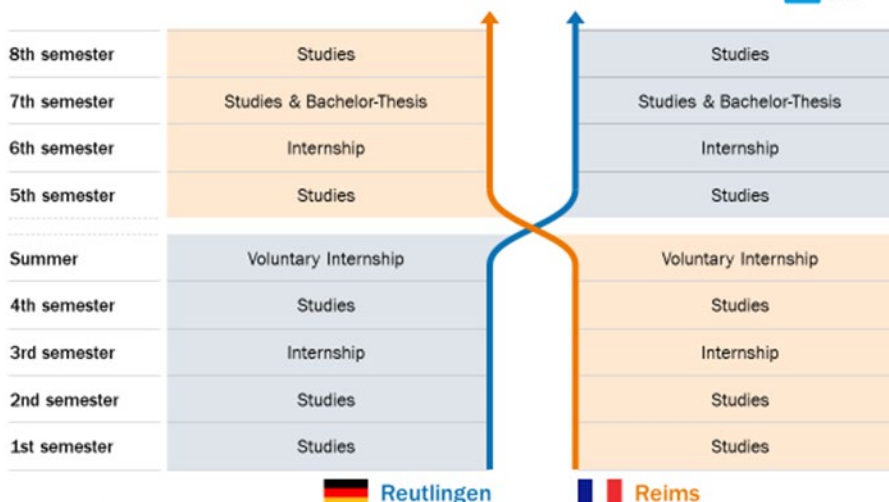 8th semester Studies Studies
7th semester Studies & Bachelor-Thesis Studies & Bachelor-Thesis
6th semester Internship Internship
5th semester Studies Studies
Summer Voluntary Internship Voluntary Internship
4th semester Studies Studies
3rd semester Internship Internship
2nd semester Studies Studies
1st semester Studies Studies
Reutlingen Reims